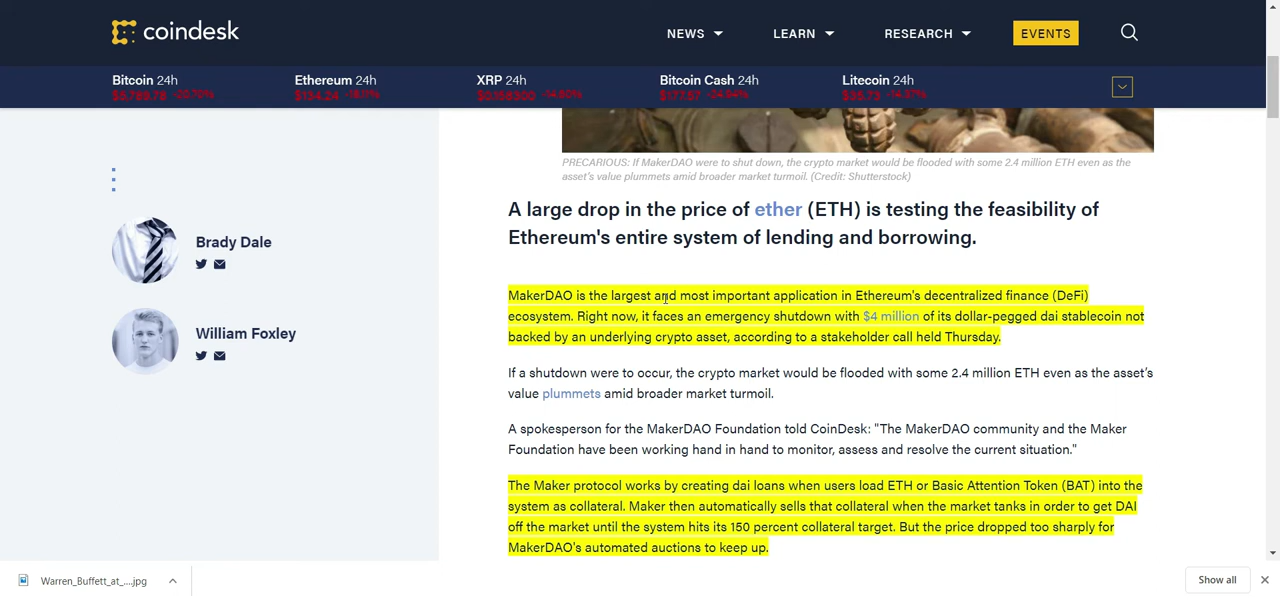 coindesk
NEWS LEARN RESEARCH EVENTS
Bitcoin 24h Ethereum 24h XRP 24h Bitcoin Cash 24h Litecoin 24h
PRECARIOUS: If MakerDAO were to shut down, the crypto market would be flooded with some 2.4 million ETH even as the
asset's value plummets amid broader market turmoil. (Credit: Shutterstock)
Brady Dale
William Foxley
A large drop in the price of ether (ETH) is testing the feasibility of
Ethereum's entire system of lending and borrowing.
MakerDAO is the largest and most important application in Ethereum's decentralized finance (DeFi)
ecosystem. Right now, it faces an emergency shutdown with $4 million of its dollar-pegged dai stablecoin not
backed by an underlying crypto asset, according to a stakeholder call held Thursday.
If a shutdown were to occur, the crypto market would be flooded with some 2.4 million ETH even as the asset's
value plummets amid broader market turmoil.
A spokesperson for the MakerDAO Foundation told CoinDesk: "The MakerDAO community and the Maker
Foundation have been working hand in hand to monitor, assess and resolve the current situation."
The Maker protocol works by creating dai loans when users load ETH or Basic Attention Token (BAT) into the
system as collateral. Maker then automatically sells that collateral when the market tanks in order to get DAI
off the market until the system hits its 150 percent collateral target. But the price dropped too sharply for
MakerDAO's automated auctions to keep up.
Warren_Buffett_at_....jpg
Show all